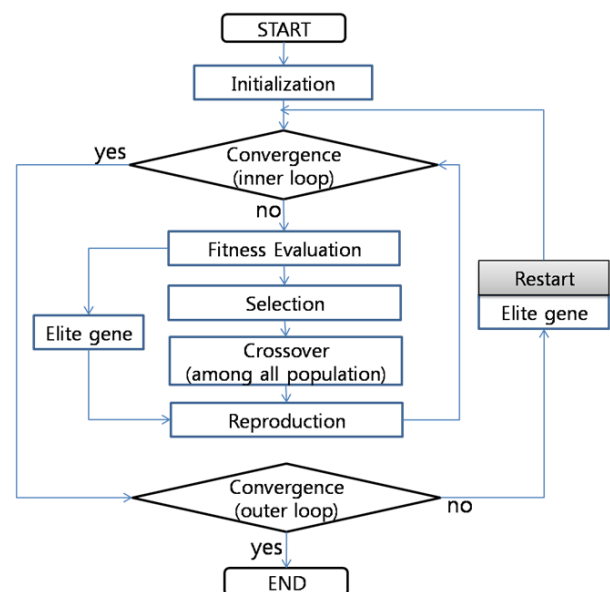 START
Initialization
yes
Convergence
(inner loop)
no
Fitness Evaluation
Selection
Elite gene
Crossover
(among all population)
Reproduction
Restart
Elite gene
Convergence
(outer loop)
no
yes
END